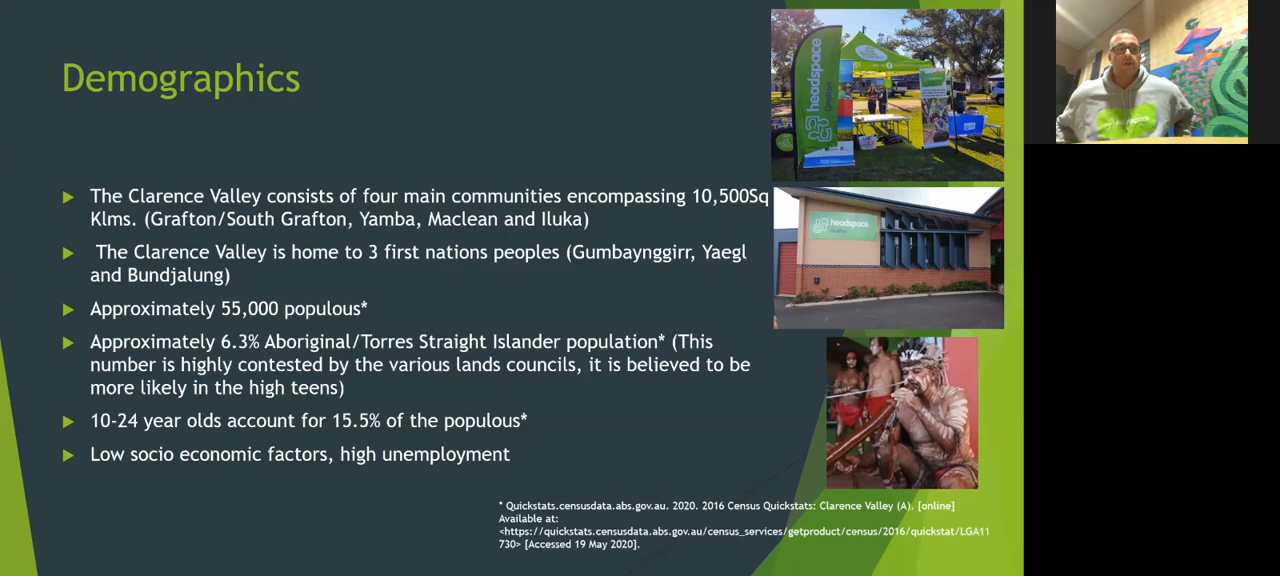 Demographics
The Clarence Valley consists of four main communities encompassing 10,500Sq
Klms. (Grafton/South Grafton, Yamba, Maclean and Iluka)
The Clarence Valley is home to 3 first nations peoples (Gumbaynggirr, Yaegl
and Bundjalung)
Approximately 55,000 populous*
Approximately 6.3% Aboriginal/Torres Straight Islander population* (This
number is highly contested by the various lands councils, it is believed to be
more likely in the high teens)
10-24 year olds account for 15.5% of the populous*
Low socio economic factors, high unemployment
* Quickstats.censusdata.abs.gov.au. 2020. 2016 Census Quickstats: Clarence Valley (A). [online]
Available at:
<https://quickstats.censusdata.abs.gov.au/census_services/getproduct/census/2016/quickstat/LGA11
730> [Accessed 19 May 2020].
headspace
Grafton
headspace
Grafton